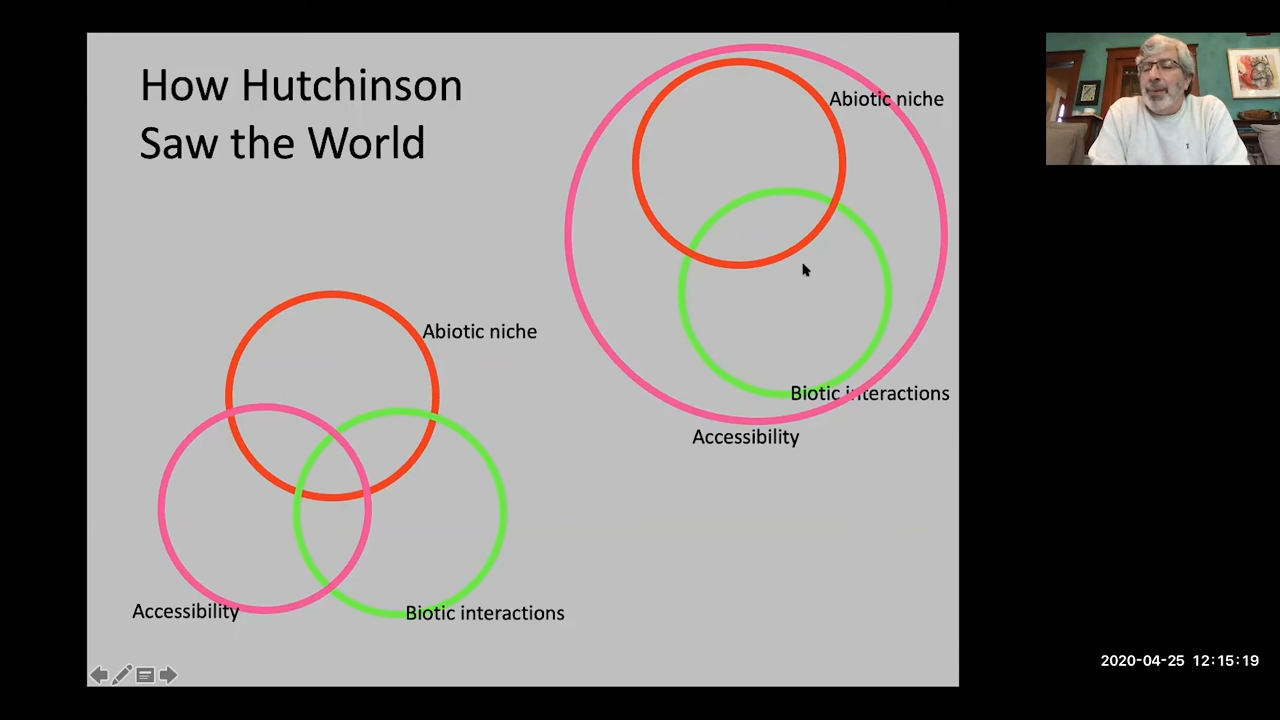 How Hutchinson
Saw the World
Abiotic niche
Biotic interactions
Accessibility
Abiotic niche
Accessibility
Biotic interactions
2020-04-25 12:15:19